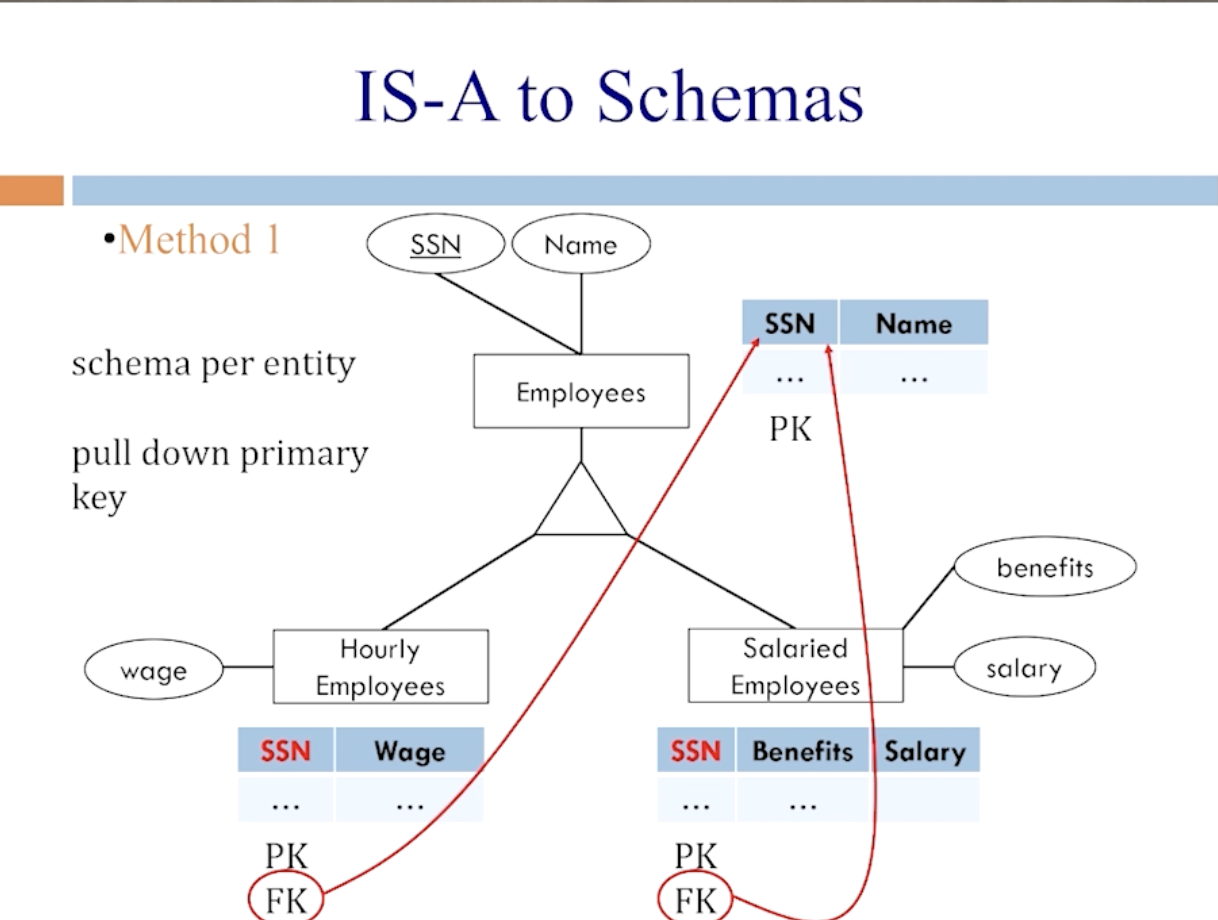 IS-A to Schemas
•Method 1
SSN
Name
SSN Name
schema per entity
Employees
... ...
PK
pull down primary
key
benefits
Hourly
Employees
wage
Salaried
Employees
salary
SSN Wage
SSN Benefits Salary
... ...
... ...
PK
PK
FK
FK